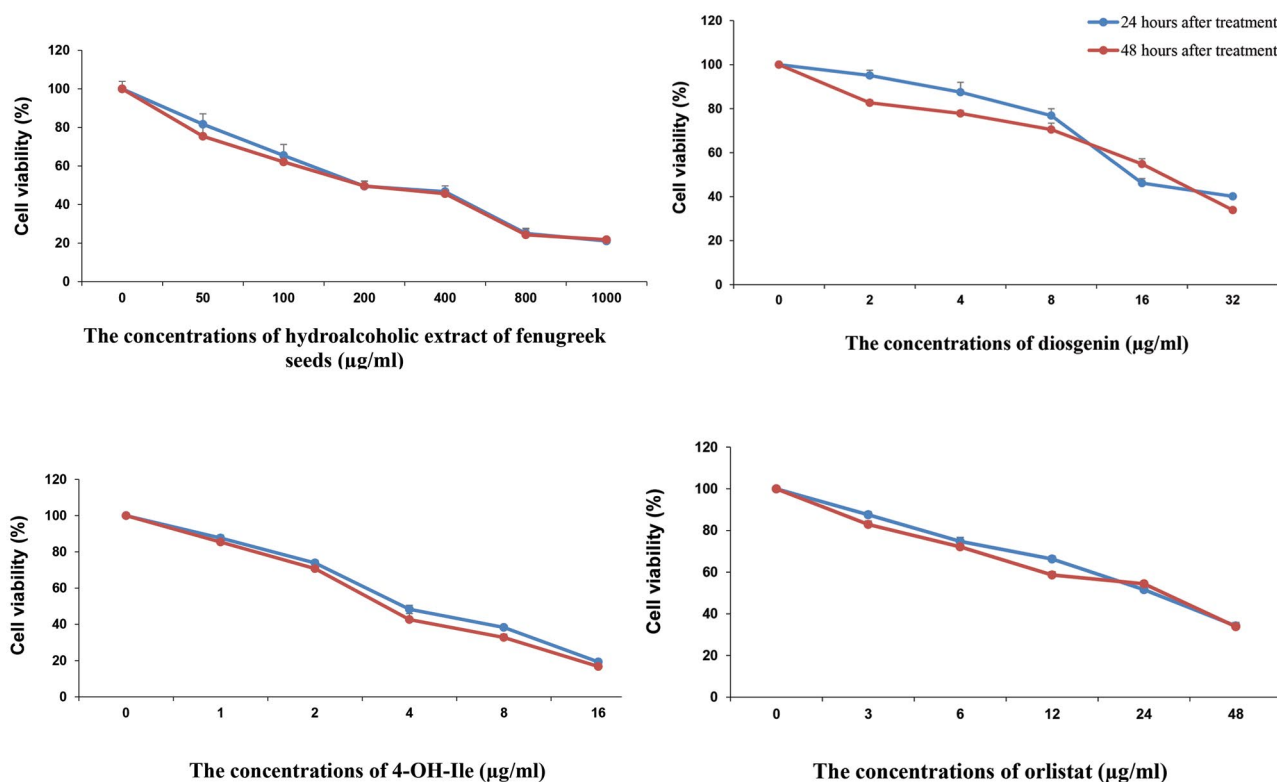 120
100
80
60
40
20
0
Cell viability (%)
0 50 100 200 400 800 1000
The concentrations of hydroalcoholic extract of fenugreek
seeds (µg/ml)
24 hours after treatment
48 hours after treatment
120
100
80
60
40
20
0
Cell viability (%)
0 2 4 8 16 32
The concentrations of diosgenin (µg/ml)
120
100
80
60
40
20
0
Cell viability (%)
0 1 2 4 8 16
The concentrations of 4-OH-Ile (µg/ml)
120
100
80
60
40
20
0
Cell viability (%)
0 3 6 12 24 48
The concentrations of orlistat (µg/ml)